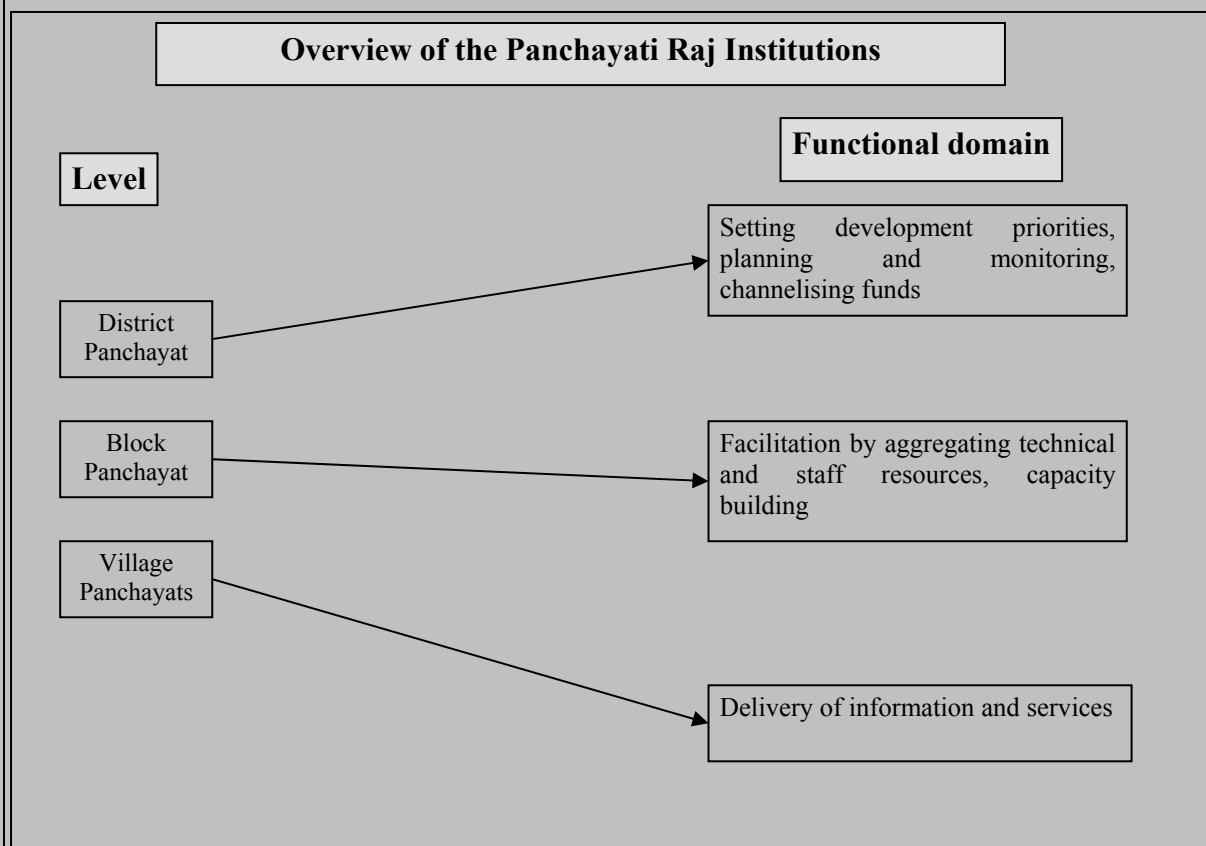 Overview of the Panchayati Raj Institutions
Functional domain
Level
Setting development priorities,
planning and monitoring,
channelising funds
District
Panchayat
Block
Panchayat
Facilitation by aggregating technical
and staff resources, capacity
building
Village
Panchayats
Delivery of information and services